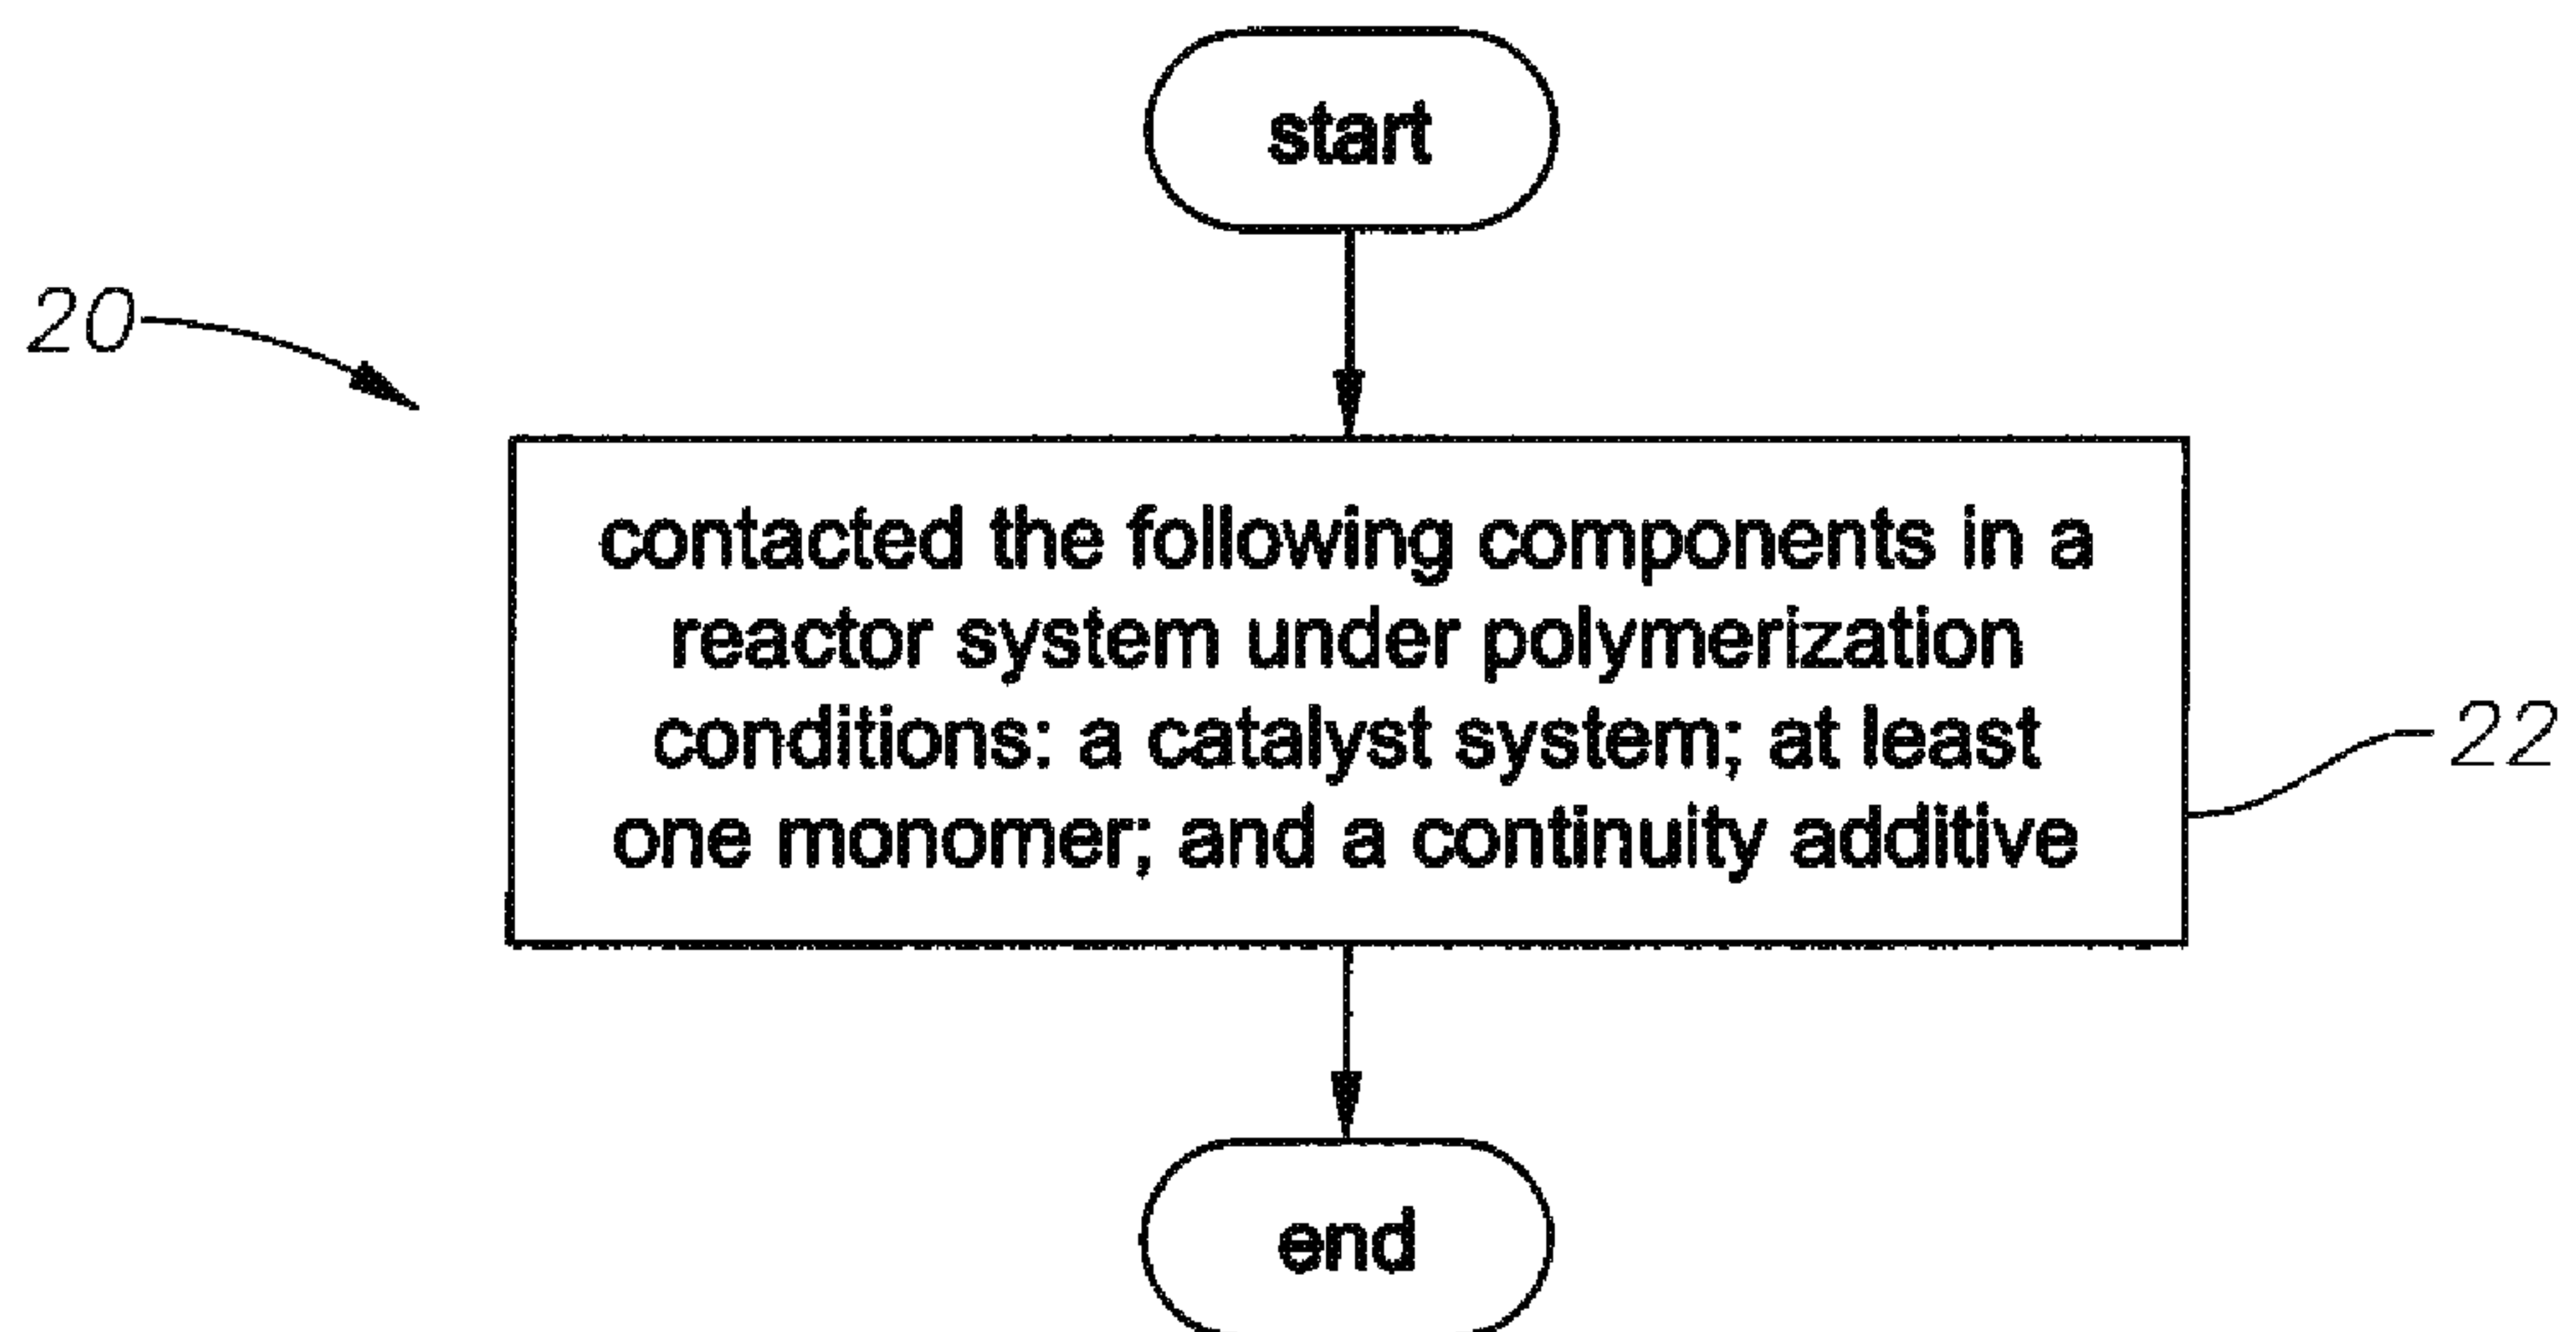 start
20
contacted the following components in a
reactor system under polymerization
conditions: a catalyst system; at least
one monomer; and a continuity additive
22
end